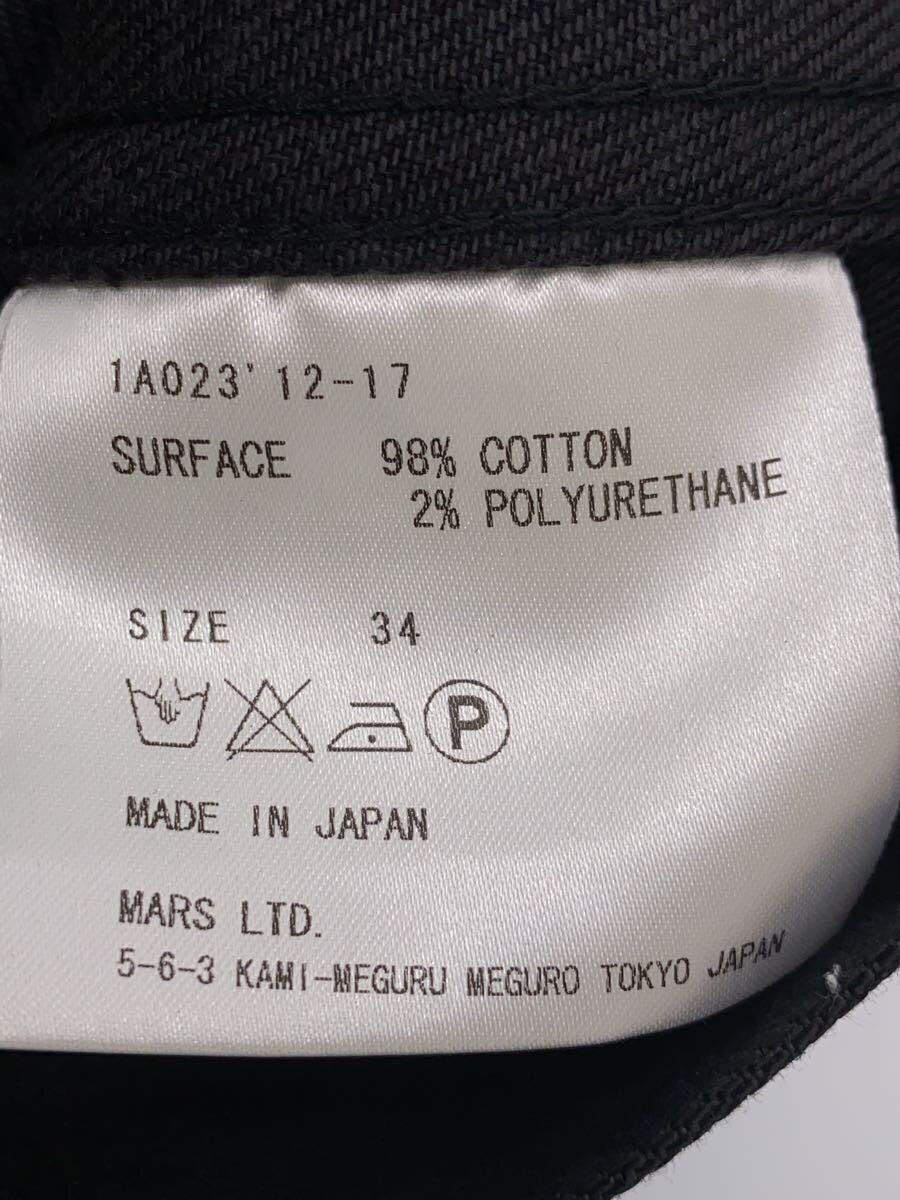 1A023'12-17
SURFACE 98% COTTON
2% POLYURETHANE
SIZE 34
P
MADE IN JAPAN
MARS LTD.
5-6-3 KAMI-MEGURU MEGURO TOKYO JAPAN